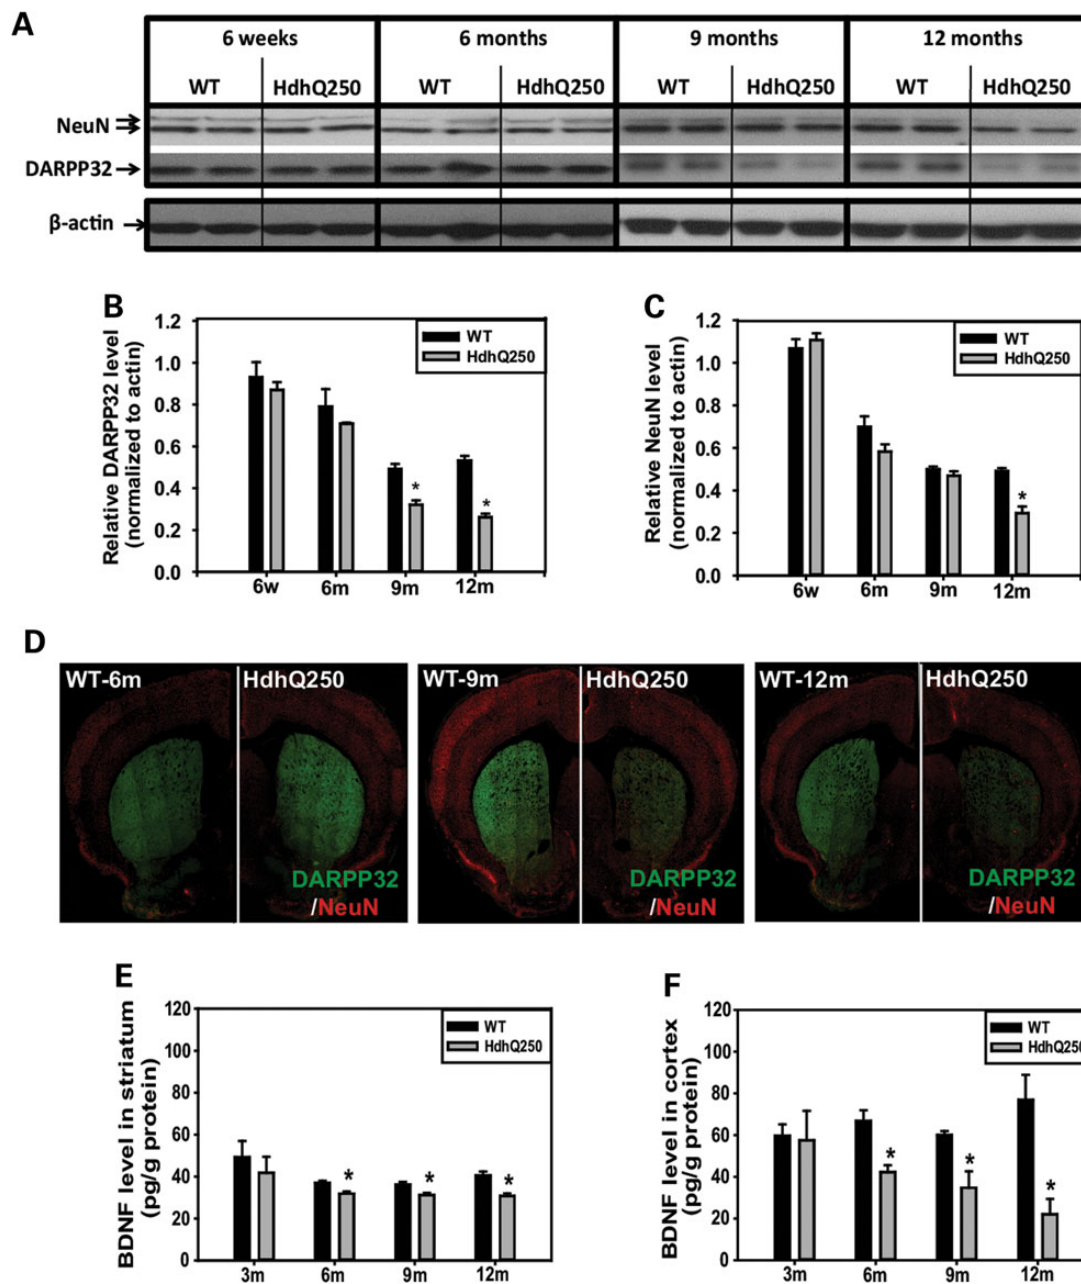 A
6 weeks 6 months 9 months 12 months
WT HdhQ250 WT HdhQ250 WT HdhQ250 WT HdhQ250
NeuN
DARPP32
β-actin
B
Relative DARPP32 level
(normalized to actin)
1.2
1.0
0.8
0.6
0.4
0.2
0.0
WT
HdhQ250
*
*
6w 6m 9m 12m
C
Relative NeuN level
(normalized to actin)
1.2
1.0
0.8
0.6
0.4
0.2
0.0
WT
HdhQ250
*
6w 6m 9m 12m
D
WT-6m HdhQ250 WT-9m HdhQ250 WT-12m HdhQ250
DARPP32 DARPP32 DARPP32
/NeuN /NeuN /NeuN
E
BDNF level in striatum
(pg/g protein)
120
100
80
60
40
20
0
WT
HdhQ250
* * *
3m 6m 9m 12m
F
BDNF level in cortex
(pg/g protein)
120
100
80
60
40
20
0
WT
HdhQ250
*
*
*
3m 6m 9m 12m